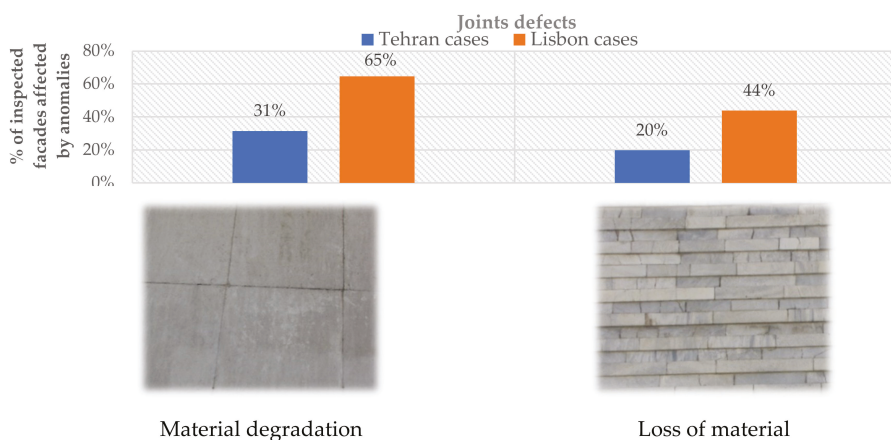 Joints defects
Tehran cases Lisbon cases
% of inspected
facades affected
by anomalies
80%
60%
40%
20%
0%
31%
65%
20%
44%
Material degradation
Loss of material